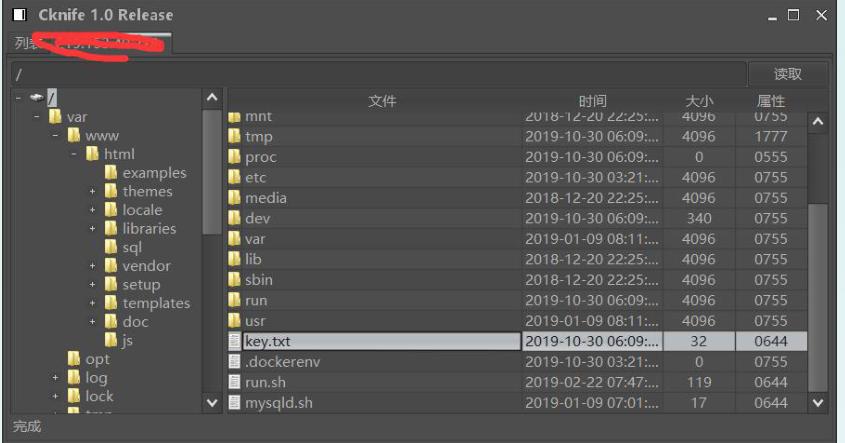 Cknife 1.0 Release
列表
/
读取
/
var
www
html
examples
themes
locale
libraries
sql
vendor
setup
templates
doc
js
opt
log
lock
文件 时间 大小 属性
mnt 2018-12-20 22:25:... 4096 0755
tmp 2019-10-30 06:09:... 4096 1777
proc 2019-10-30 06:09:... 0 0555
etc 2019-10-30 03:21:... 4096 0755
media 2018-12-20 22:25:... 4096 0755
dev 2019-10-30 06:09:... 340 0755
var 2019-01-09 08:11:... 4096 0755
lib 2018-12-20 22:25:... 4096 0755
sbin 2018-12-20 22:25:... 4096 0755
run 2019-10-30 06:09:... 4096 0755
usr 2019-01-09 08:11:... 4096 0755
key.txt 2019-10-30 06:09:... 32 0644
.dockerenv 2019-10-30 03:21:... 0 0755
run.sh 2019-02-22 07:47:... 119 0644
mysqld.sh 2019-01-09 07:01:... 17 0644
完成